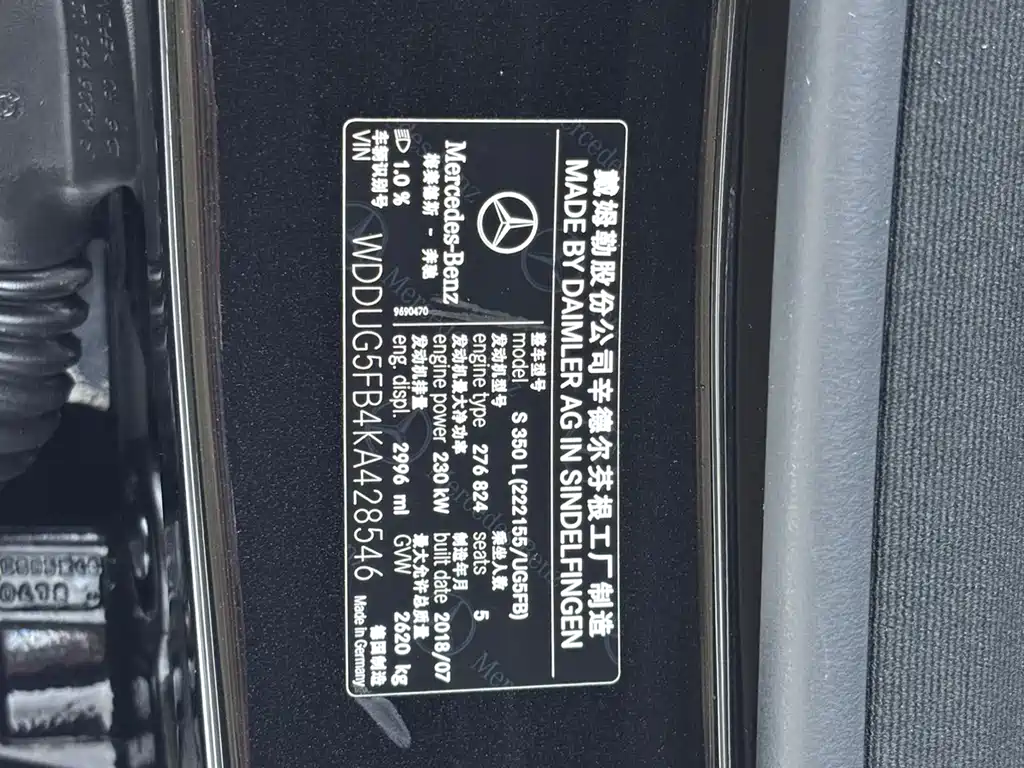 戴姆勒股份公司辛德尔芬根工厂制造
MADE BY DAIMLER AG IN SINDELFINGEN
Mercedes-Benz
梅赛德斯 - 奔驰
1.0 %
9690470
整车型号
model S 350 L (222155/UG5FB)
发动机型号 乘坐人数
engine type 276 824 seats 5
发动机最大净功率 制造年月
engine power 230 kW built date 2018/07
发动机排量 最大允许总质量
eng. displ. 2996 ml GVW 2620 kg
车辆识别号 德国制造
VIN WDDUG5FB4KA428546 Made in Germany